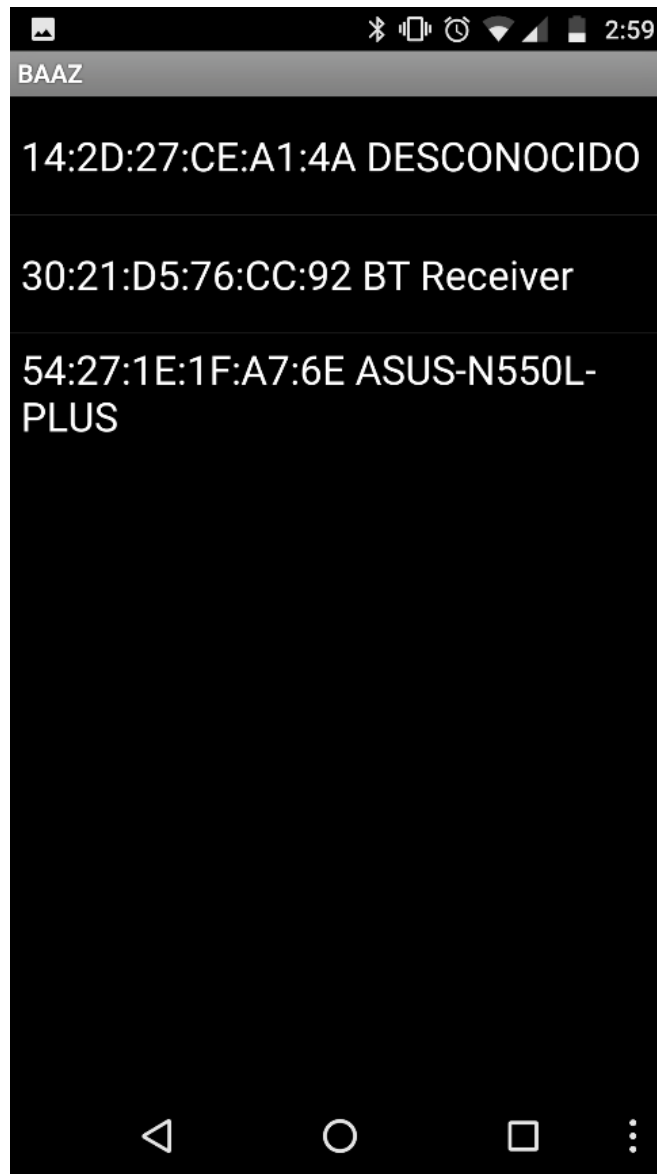 2:59
BAAZ
14:2D:27:CE:A1:4A DESCONOCIDO
30:21:D5:76:CC:92 BT Receiver
54:27:1E:1F:A7:6E ASUS-N550L-
PLUS